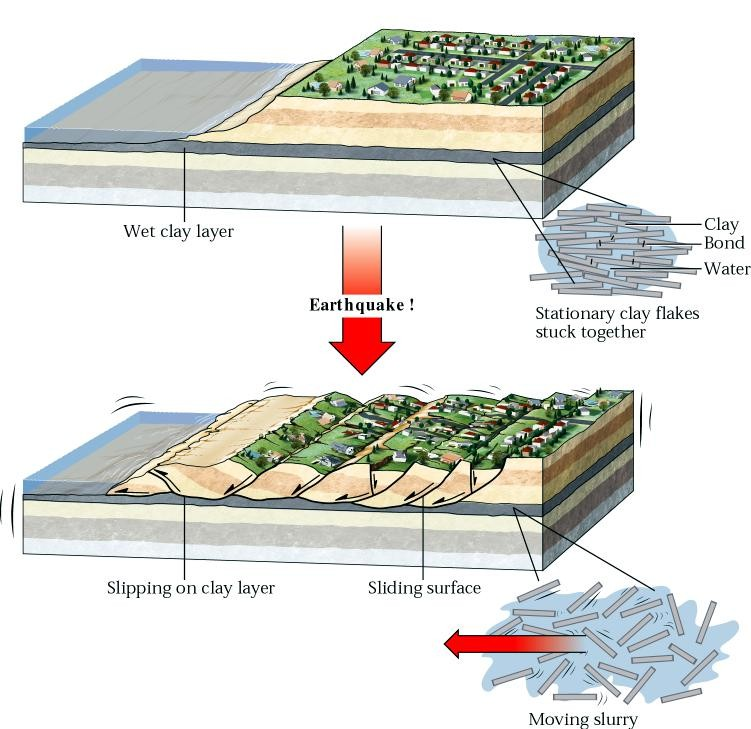 Wet clay layer
Clay
Bond
Water
Earthquake !
Stationary clay flakes
stuck together
Slipping on clay layer
Sliding surface
Moving slurry